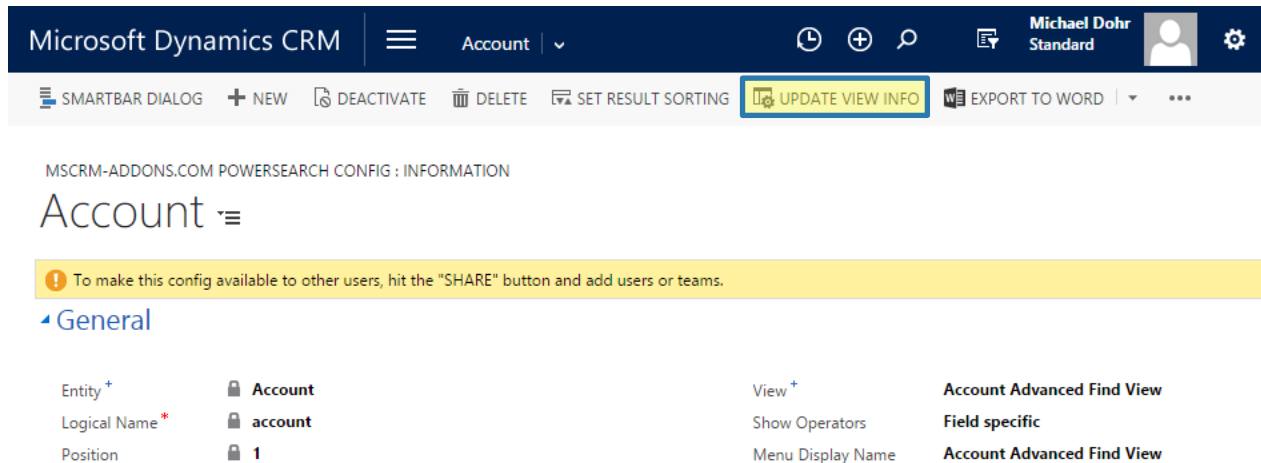 Microsoft Dynamics CRM Account Michael Dohr
Standard
SMARTBAR DIALOG NEW DEACTIVATE DELETE SET RESULT SORTING UPDATE VIEW INFO EXPORT TO WORD •••
MSCRM-ADDONS.COM POWERSEARCH CONFIG : INFORMATION
Account
To make this config available to other users, hit the "SHARE" button and add users or teams.
General
Entity + Account View + Account Advanced Find View
Logical Name * account Show Operators Field specific
Position 1 Menu Display Name Account Advanced Find View